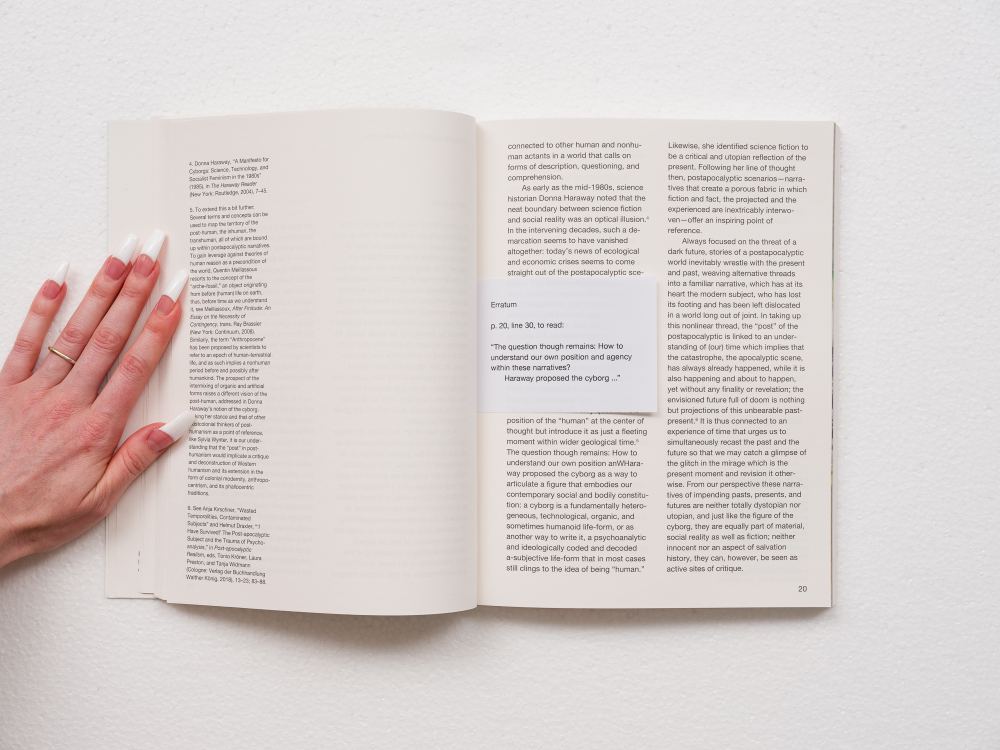 4. Donna Haraway, "A Manifesto for
Cyborgs: Science, Technology, and
Socialist Feminism in the 1980s"
(1985), in The Haraway Reader
(New York: Routledge, 2004), 7–45.
5. To extend this a bit further:
Several terms and concepts can be
used to map the territory of the
post-human, the inhuman, the
transhuman, all of which are bound
up within postapocalyptic narratives.
To gain leverage against theories of
human reason as a precondition of
the world, Quentin Meillassoux
resorts to the concept of the
"arche-fossil," an object originating
from before (human) life on earth,
thus, before time as we understand
it, see Meillassoux, After Finitude: An
Essay on the Necessity of
Contingency, trans. Ray Brassier
(New York: Continuum, 2008).
Similarly, the term "Anthropocene"
has been proposed by scientists to
refer to an epoch of human-terrestrial
life, and as such implies a nonhuman
period before and possibly after
humankind. The prospect of the
intermixing of organic and artificial
forms raises a different vision of the
post-human, addressed in Donna
Haraway's notion of the cyborg.
king her stance and that of other
postcolonial thinkers of post-
humanism as a point of reference,
like Sylvia Wynter, it is our under-
standing that the "post" in post-
humanism would implicate a critique
and deconstruction of Western
humanism and its extension in the
form of colonial modernity, anthropo-
centrism, and its phallocentric
traditions.
6. See Anja Kirschner, "Wasted
Temporalities, Contaminated
Subjects" and Helmut Draxler, "'I
Have Survived!' The Post-apocalyptic
Subject and the Trauma of Psycho-
analysis," in Post-apocalyptic
Realism, eds. Tonio Kröner, Laura
Preston, and Tanja Widmann
(Cologne: Verlag der Buchhandlung
Walther König, 2018), 13–23; 83–88.
connected to other human and nonhu-
man actants in a world that calls on
forms of description, questioning, and
comprehension.
As early as the mid-1980s, science
historian Donna Haraway noted that the
neat boundary between science fiction
and social reality was an optical illusion.⁴
In the intervening decades, such a de-
marcation seems to have vanished
altogether: today's news of ecological
and economic crises seems to come
straight out of the postapocalyptic sce-
Erratum
p. 20, line 30, to read:
"The question though remains: How to
understand our own position and agency
within these narratives?
Haraway proposed the cyborg ..."
position of the "human" at the center of
thought but introduce it as just a fleeting
moment within wider geological time.⁵
The question though remains: How to
understand our own position anWHara-
way proposed the cyborg as a way to
articulate a figure that embodies our
contemporary social and bodily constitu-
tion: a cyborg is a fundamentally hetero-
geneous, technological, organic, and
sometimes humanoid life-form, or as
another way to write it, a psychoanalytic
and ideologically coded and decoded
a-subjective life-form that in most cases
still clings to the idea of being "human."
Likewise, she identified science fiction to
be a critical and utopian reflection of the
present. Following her line of thought
then, postapocalyptic scenarios—narra-
tives that create a porous fabric in which
fiction and fact, the projected and the
experienced are inextricably interwo-
ven—offer an inspiring point of
reference.
Always focused on the threat of a
dark future, stories of a postapocalyptic
world inevitably wrestle with the present
and past, weaving alternative threads
into a familiar narrative, which has at its
heart the modern subject, who has lost
its footing and has been left dislocated
in a world long out of joint. In taking up
this nonlinear thread, the "post" of the
postapocalyptic is linked to an under-
standing of (our) time which implies that
the catastrophe, the apocalyptic scene,
has always already happened, while it is
also happening and about to happen,
yet without any finality or revelation; the
envisioned future full of doom is nothing
but projections of this unbearable past-
present.⁶ It is thus connected to an
experience of time that urges us to
simultaneously recast the past and the
future so that we may catch a glimpse of
the glitch in the mirage which is the
present moment and revision it other-
wise. From our perspective these narra-
tives of impending pasts, presents, and
futures are neither totally dystopian nor
utopian, and just like the figure of the
cyborg, they are equally part of material,
social reality as well as fiction; neither
innocent nor an aspect of salvation
history, they can, however, be seen as
active sites of critique.
20